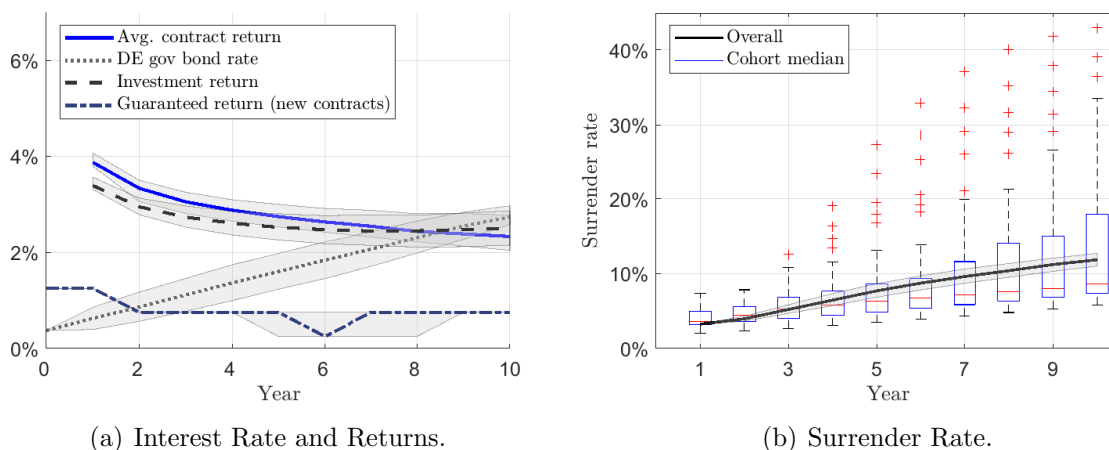 6%
4%
2%
0%
0
2
4
6
8
10
Year
Avg. contract return
DE gov bond rate
Investment return
Guaranteed return (new contracts)
(a) Interest Rate and Returns.
40%
30%
20%
10%
0%
Surrender rate
1
3
5
7
9
Year
Overall
Cohort median
(b) Surrender Rate.